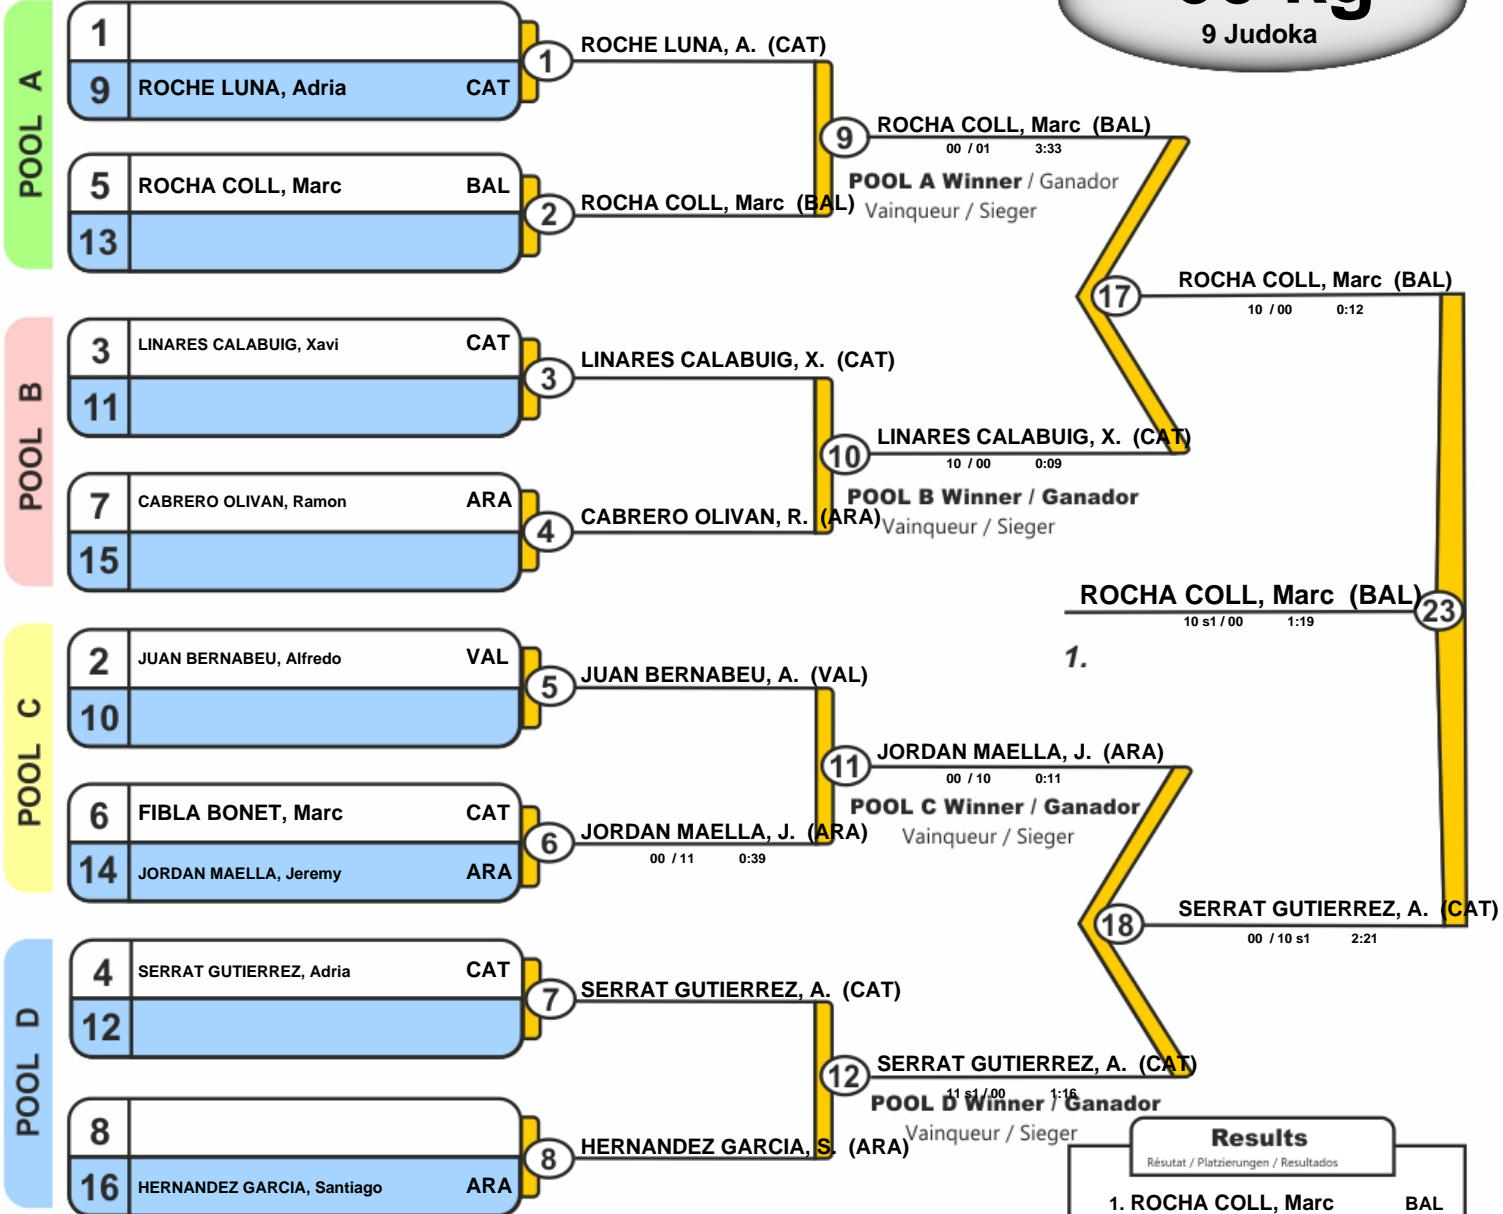 9 Judoka
POOL A
1
9 ROCHE LUNA, Adria CAT
5 ROCHA COLL, Marc BAL
13
1 ROCHE LUNA, A. (CAT)
2 ROCHA COLL, Marc (BAL)
9 ROCHA COLL, Marc (BAL)
00 / 01 3:33
POOL A Winner / Ganador
Vainqueur / Sieger
POOL B
3 LINARES CALABUIG, Xavi CAT
11
7 CABRERO OLIVAN, Ramon ARA
15
3 LINARES CALABUIG, X. (CAT)
4 CABRERO OLIVAN, R. (ARA)
10 LINARES CALABUIG, X. (CAT)
10 / 00 0:09
POOL B Winner / Ganador
Vainqueur / Sieger
17 ROCHA COLL, Marc (BAL)
10 / 00 0:12
ROCHA COLL, Marc (BAL) 23
10 s1 / 00 1:19
1.
POOL C
2 JUAN BERNABEU, Alfredo VAL
10
6 FIBLA BONET, Marc CAT
14 JORDAN MAELLA, Jeremy ARA
5 JUAN BERNABEU, A. (VAL)
6 JORDAN MAELLA, J. (ARA)
00 / 11 0:39
11 JORDAN MAELLA, J. (ARA)
00 / 10 0:11
POOL C Winner / Ganador
Vainqueur / Sieger
POOL D
4 SERRAT GUTIERREZ, Adria CAT
12
8
16 HERNANDEZ GARCIA, Santiago ARA
7 SERRAT GUTIERREZ, A. (CAT)
8 HERNANDEZ GARCIA, S. (ARA)
12 SERRAT GUTIERREZ, A. (CAT)
11 s1 / 00 1:16
POOL D Winner / Ganador
Vainqueur / Sieger
18 SERRAT GUTIERREZ, A. (CAT)
00 / 10 s1 2:21
Results
Résutat / Platzierungen / Resultados
1. ROCHA COLL, Marc BAL